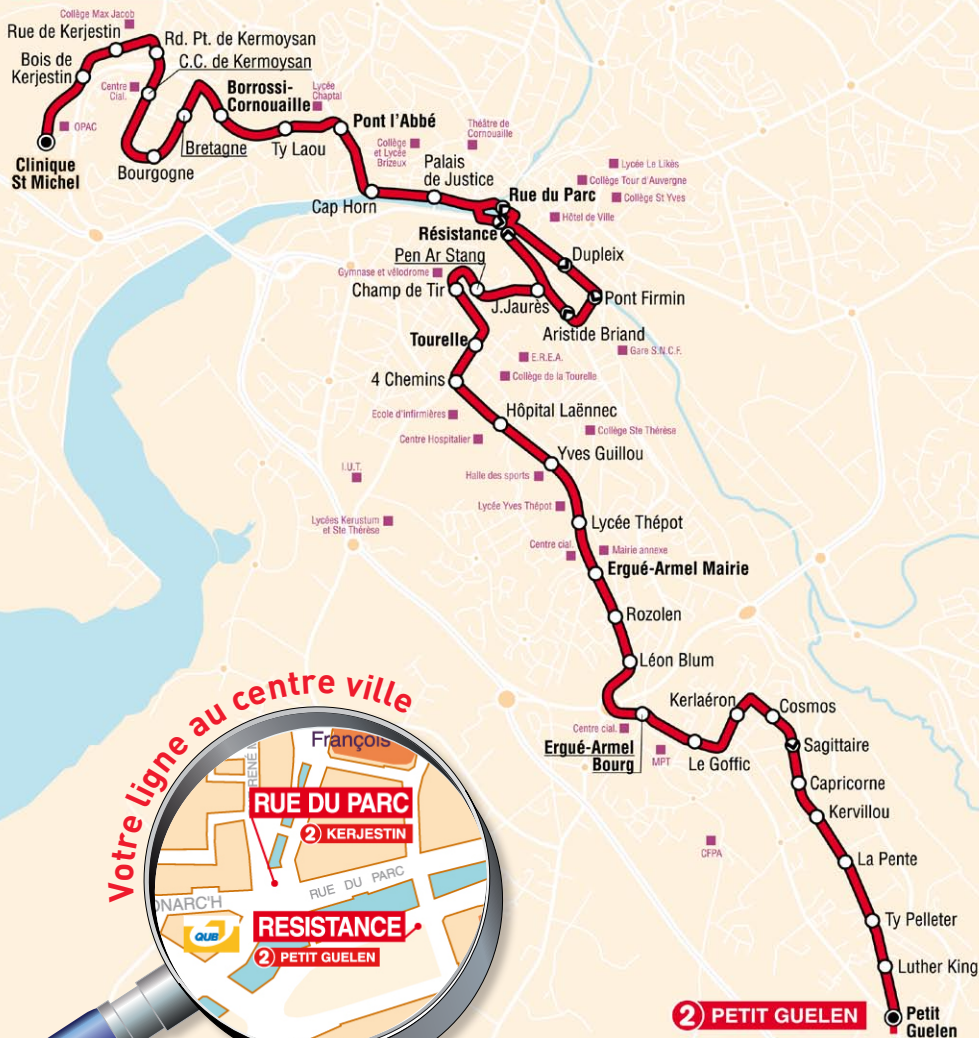 Collège Max Jacob
Rue de Kerjestin
Rd. Pt. de Kermoysan
Bois de
Kerjestin
C.C. de Kermoysan
Centre
Cial.
OPAC
Clinique
St Michel
Bourgogne
Bretagne
Borrossi-
Cornouaille
Lycée
Chaptal
Ty Laou
Pont l'Abbé
Collège
et Lycée
Brizeux
Théâtre de
Cornouaille
Palais
de Justice
Cap Horn
Lycée Le Likès
Collège Tour d'Auvergne
Collège St Yves
Rue du Parc
Hôtel de Ville
Résistance
Pen Ar Stang
Dupleix
Gymnase et vélodrome
Champ de Tir
J.Jaurès
Pont Firmin
Aristide Briand
Tourelle
Gare S.N.C.F.
E.R.E.A.
4 Chemins
Collège de la Tourelle
Hôpital Laënnec
Ecole d'infirmières
Collège Ste Thérèse
Centre Hospitalier
Yves Guillou
I.U.T.
Halle des sports
Lycée Yves Thépot
Lycées Kerustum
et Ste Thérèse
Lycée Thépot
Centre cial.
Mairie annexe
Ergué-Armel Mairie
Rozolen
Léon Blum
Kerlaéron
Cosmos
Centre cial.
Ergué-Armel
Bourg
MPT
Le Goffic
Sagittaire
Capricorne
Kervillou
CFPA
La Pente
Ty Pelleter
Luther King
Petit
Guelen
2 PETIT GUELEN
Votre ligne au centre ville
François
RENÉ
RUE DU PARC
2 KERJESTIN
RUE DU PARC
ONARC'H
QUB
RESISTANCE
2 PETIT GUELEN